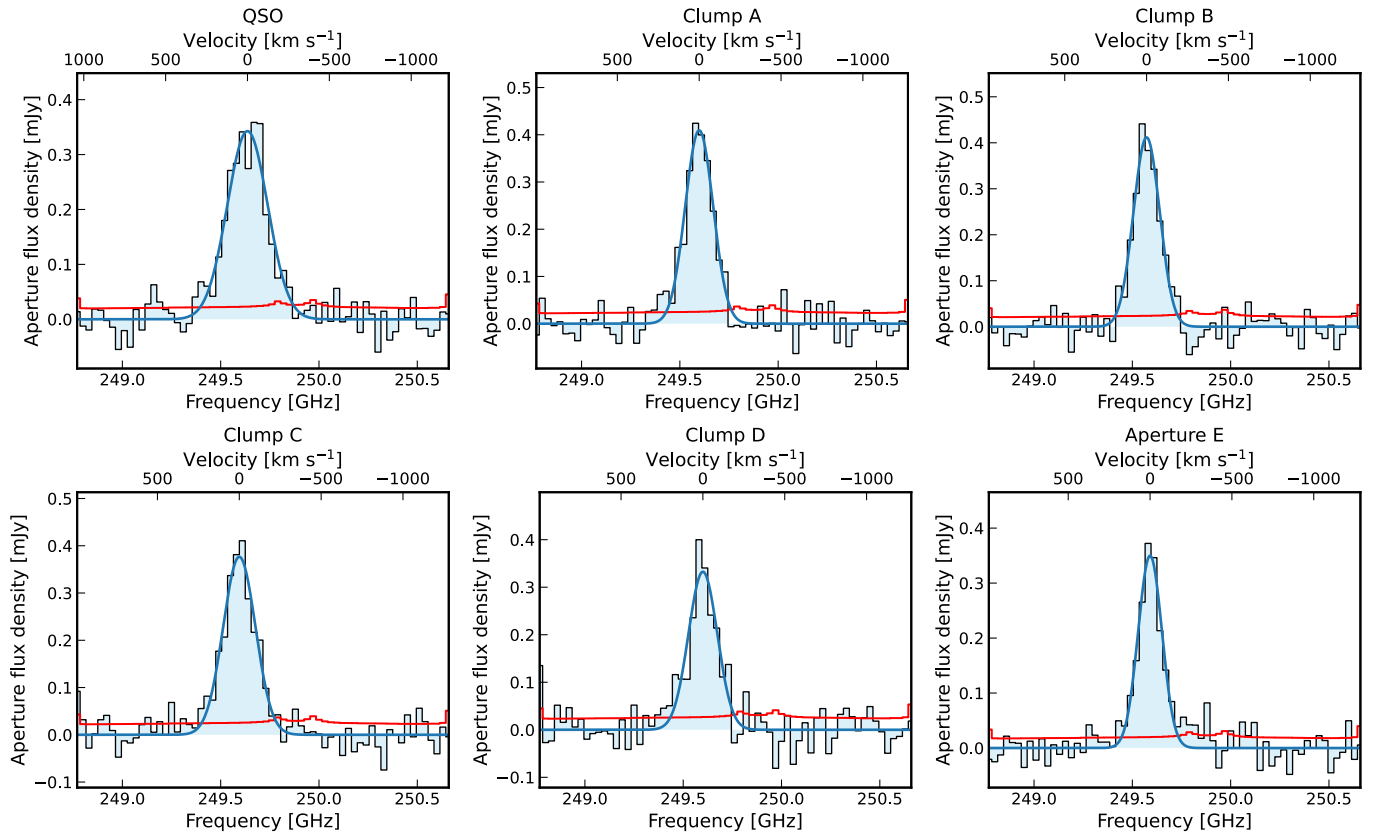 QSO
Velocity [km s⁻¹]
1000 500 0 −500 −1000
Aperture flux density [mJy]
0.4
0.3
0.2
0.1
0.0
249.0 249.5 250.0 250.5
Frequency [GHz]
Clump A
Velocity [km s⁻¹]
500 0 −500 −1000
Aperture flux density [mJy]
0.5
0.4
0.3
0.2
0.1
0.0
249.0 249.5 250.0 250.5
Frequency [GHz]
Clump B
Velocity [km s⁻¹]
500 0 −500 −1000
Aperture flux density [mJy]
0.5
0.4
0.3
0.2
0.1
0.0
249.0 249.5 250.0 250.5
Frequency [GHz]
Clump C
Velocity [km s⁻¹]
500 0 −500 −1000
Aperture flux density [mJy]
0.5
0.4
0.3
0.2
0.1
0.0
−0.1
249.0 249.5 250.0 250.5
Frequency [GHz]
Clump D
Velocity [km s⁻¹]
500 0 −500 −1000
Aperture flux density [mJy]
0.5
0.4
0.3
0.2
0.1
0.0
−0.1
249.0 249.5 250.0 250.5
Frequency [GHz]
Aperture E
Velocity [km s⁻¹]
500 0 −500 −1000
Aperture flux density [mJy]
0.4
0.3
0.2
0.1
0.0
249.0 249.5 250.0 250.5
Frequency [GHz]